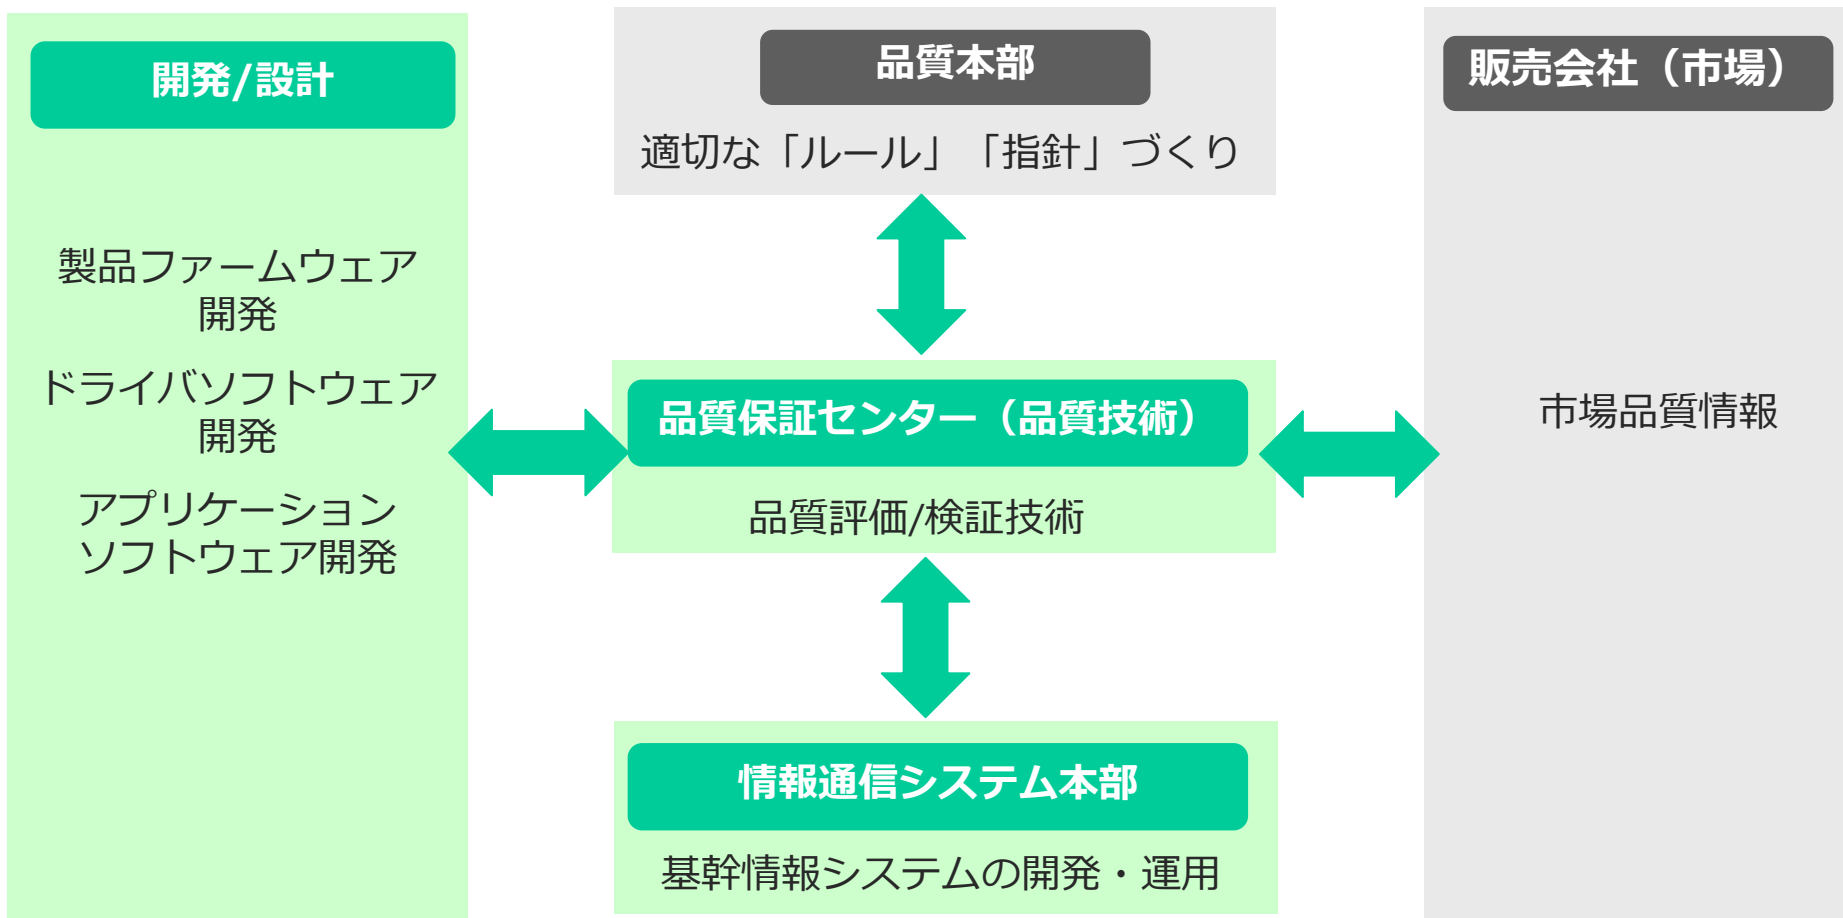 開発/設計
製品ファームウェア
開発
ドライバソフトウェア
開発
アプリケーション
ソフトウェア開発
品質本部
適切な「ルール」「指針」づくり
品質保証センター（品質技術）
品質評価/検証技術
情報通信システム本部
基幹情報システムの開発・運用
販売会社（市場）
市場品質情報